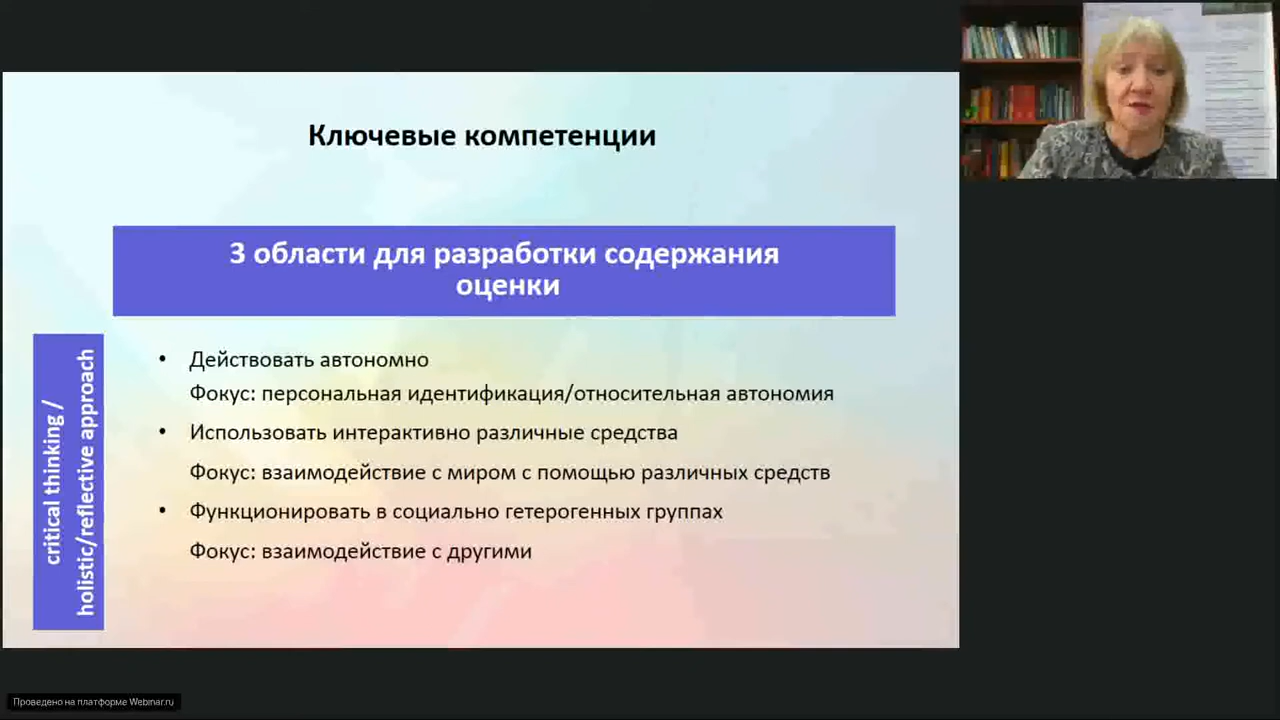 Ключевые компетенции
3 области для разработки содержания
оценки
critical thinking /
holistic/reflective approach
• Действовать автономно
Фокус: персональная идентификация/относительная автономия
• Использовать интерактивно различные средства
Фокус: взаимодействие с миром с помощью различных средств
• Функционировать в социально гетерогенных группах
Фокус: взаимодействие с другими
Проведено на платформе Webinar.ru